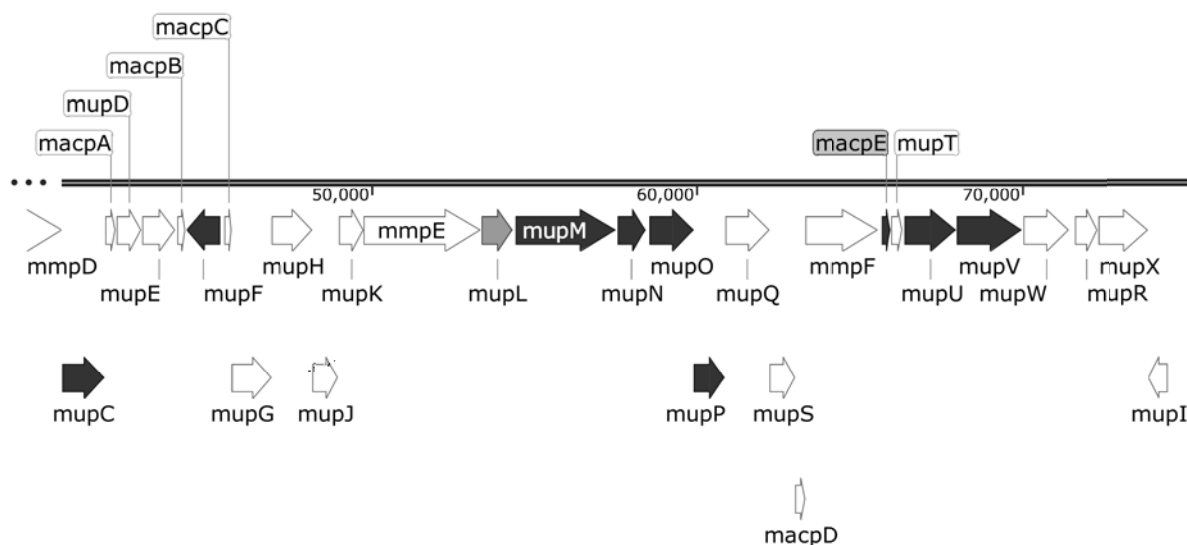 macpC
macpB
mupD
macpA
macpE
mupT
50,000
60,000
70,000
mmpE
mupM
mmpD
mupH
mupO
mmpF
mupV
mupX
mupE
mupF
mupK
mupL
mupN
mupQ
mupU
mupW
mupR
mupC
mupG
mupJ
mupP
mupS
mupI
macpD